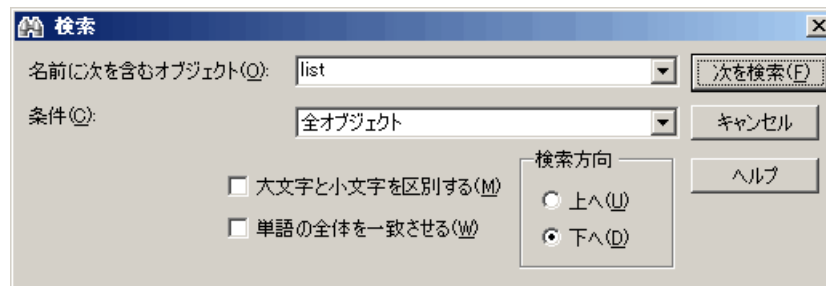 検索
名前に次を含むオブジェクト(O): list 次を検索(F)
条件(C): 全オブジェクト キャンセル
検索方向 ヘルプ
大文字と小文字を区別する(M) 上へ(U)
単語の全体を一致させる(W) 下へ(D)